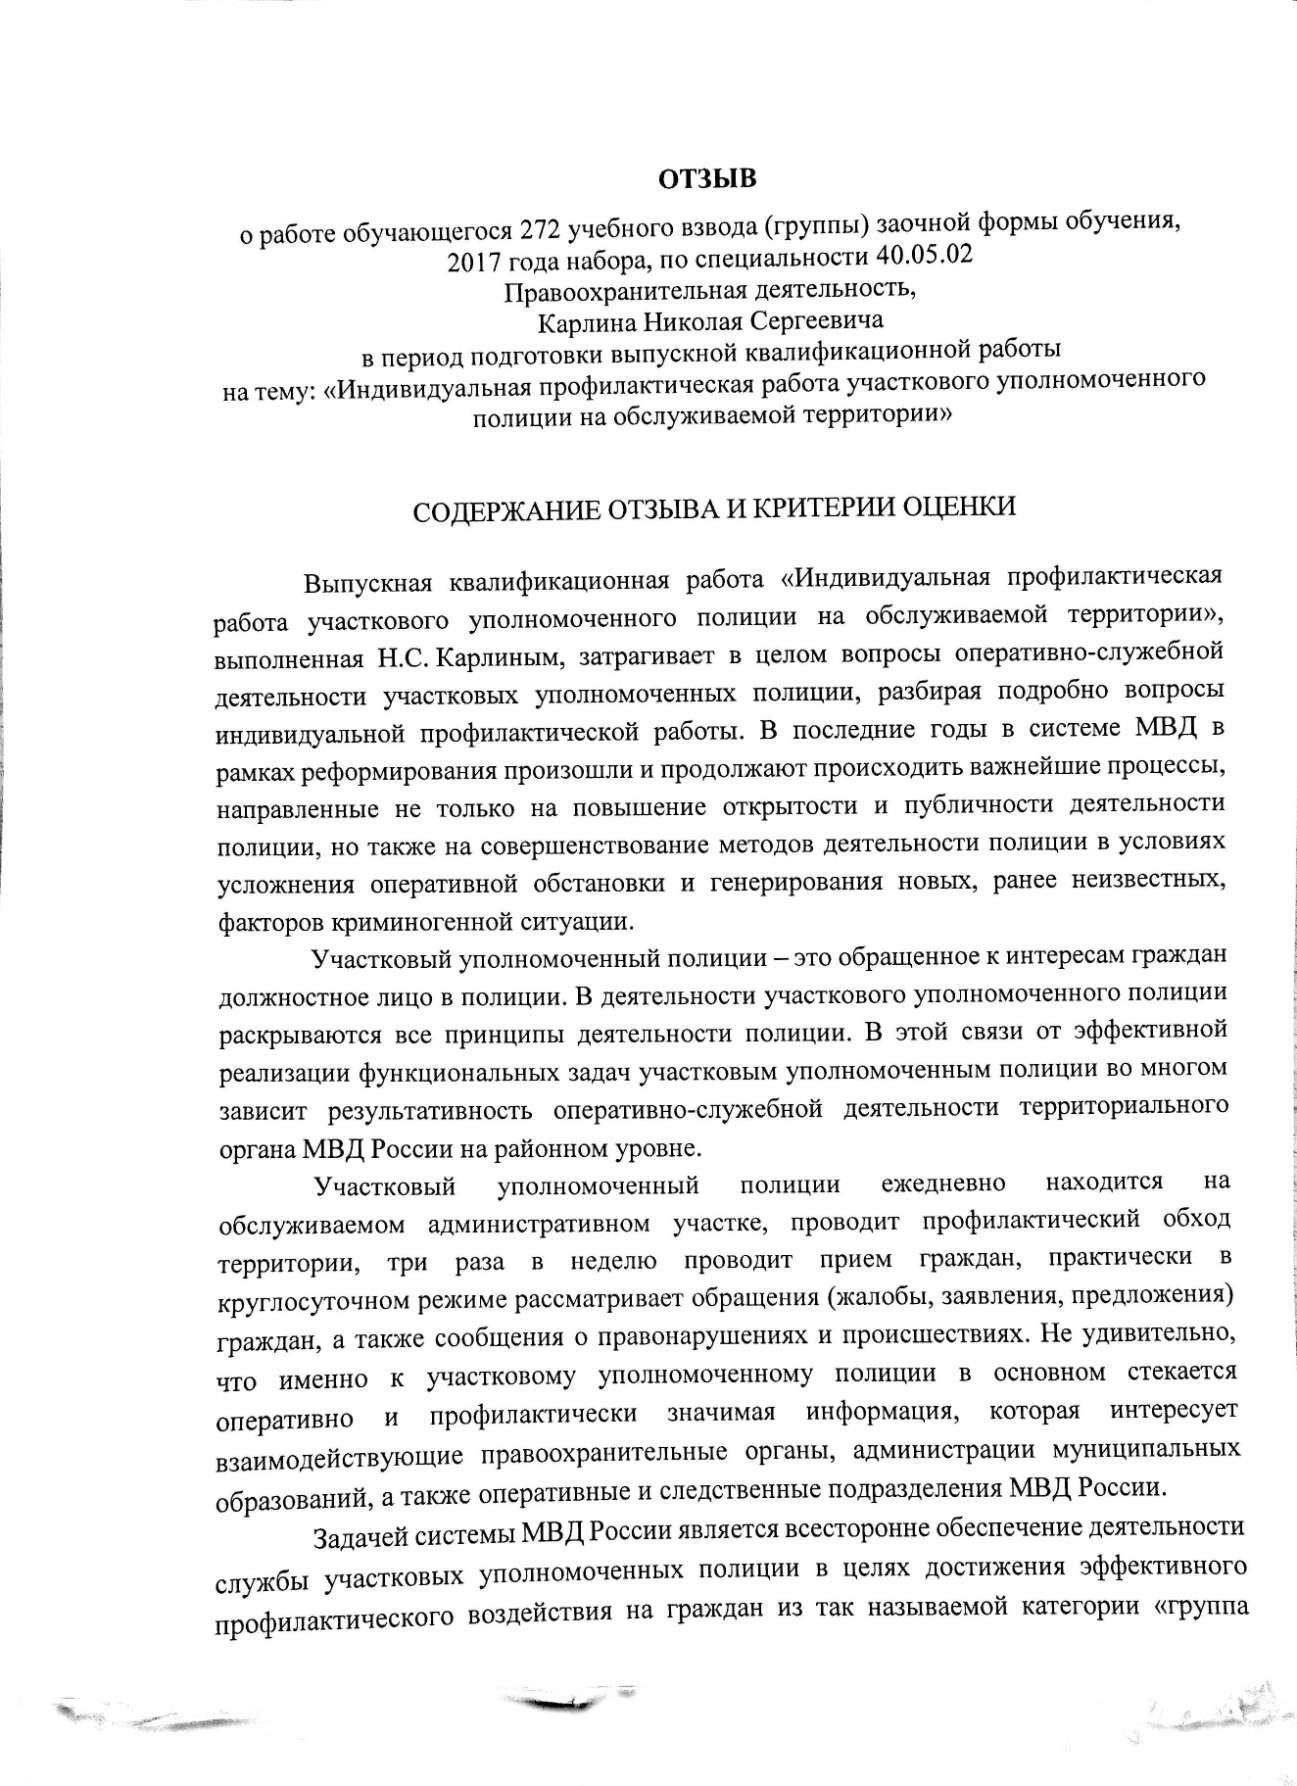 ОТЗЫВ
о работе обучающегося 272 учебного взвода (группы) заочной формы обучения,
2017 года набора, по специальности 40.05.02
Правоохранительная деятельность,
Карлина Николая Сергеевича
в период подготовки выпускной квалификационной работы
на тему: «Индивидуальная профилактическая работа участкового уполномоченного
полиции на обслуживаемой территории»
СОДЕРЖАНИЕ ОТЗЫВА И КРИТЕРИИ ОЦЕНКИ
Выпускная квалификационная работа «Индивидуальная профилактическая
работа участкового уполномоченного полиции на обслуживаемой территории»,
выполненная Н.С. Карлиным, затрагивает в целом вопросы оперативно-служебной
деятельности участковых уполномоченных полиции, разбирая подробно вопросы
индивидуальной профилактической работы. В последние годы в системе МВД в
рамках реформирования произошли и продолжают происходить важнейшие процессы,
направленные не только на повышение открытости и публичности деятельности
полиции, но также на совершенствование методов деятельности полиции в условиях
усложнения оперативной обстановки и генерирования новых, ранее неизвестных,
факторов криминогенной ситуации.
Участковый уполномоченный полиции – это обращенное к интересам граждан
должностное лицо в полиции. В деятельности участкового уполномоченного полиции
раскрываются все принципы деятельности полиции. В этой связи от эффективной
реализации функциональных задач участковым уполномоченным полиции во многом
зависит результативность оперативно-служебной деятельности территориального
органа МВД России на районном уровне.
Участковый уполномоченный полиции ежедневно находится на
обслуживаемом административном участке, проводит профилактический обход
территории, три раза в неделю проводит прием граждан, практически в
круглосуточном режиме рассматривает обращения (жалобы, заявления, предложения)
граждан, а также сообщения о правонарушениях и происшествиях. Не удивительно,
что именно к участковому уполномоченному полиции в основном стекается
оперативно и профилактически значимая информация, которая интересует
взаимодействующие правоохранительные органы, администрации муниципальных
образований, а также оперативные и следственные подразделения МВД России.
Задачей системы МВД России является всесторонне обеспечение деятельности
службы участковых уполномоченных полиции в целях достижения эффективного
профилактического воздействия на граждан из так называемой категории «группа